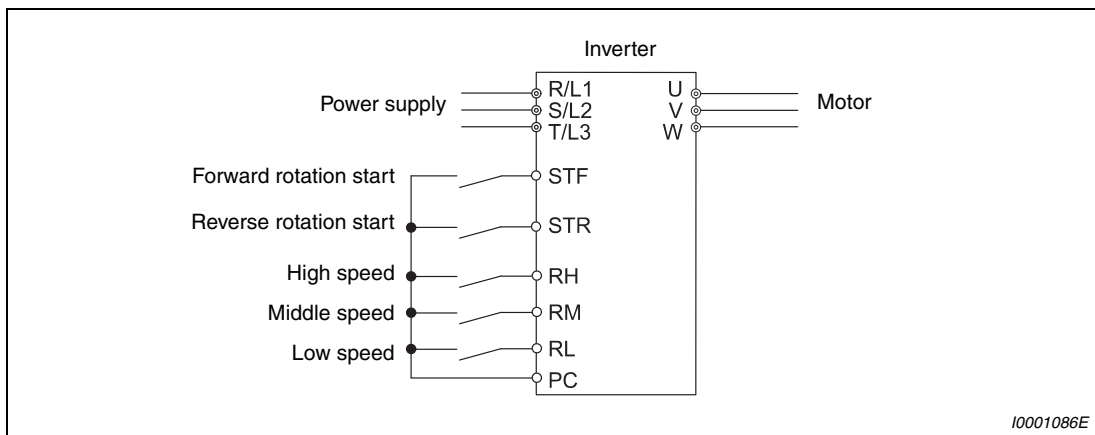 Inverter
Power supply R/L1 U Motor
S/L2 V
T/L3 W
Forward rotation start STF
Reverse rotation start STR
High speed RH
Middle speed RM
Low speed RL
PC
I0001086E